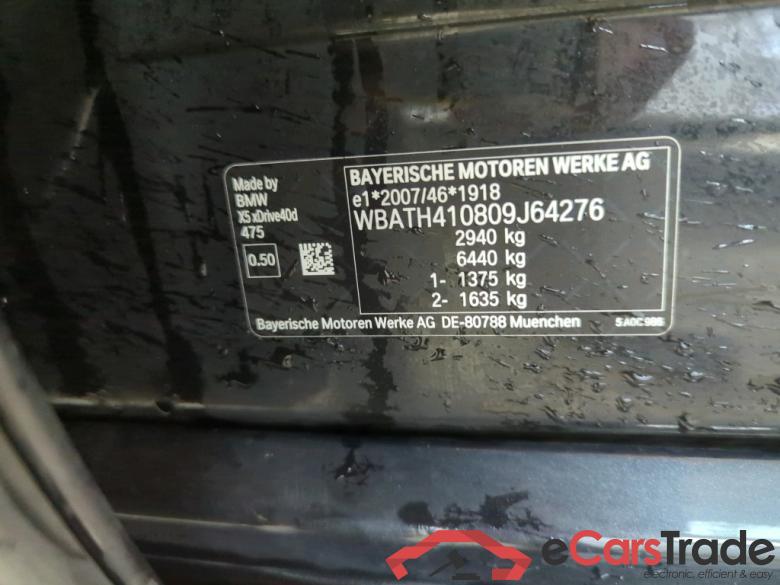 BAYERISCHE MOTOREN WERKE AG
e1*2007/46*1918
WBATH410809J64276
2940 kg
6440 kg
1- 1375 kg
2- 1635 kg
Made by
BMW
X5 xDrive40d
475
0.50
Bayerische Motoren Werke AG DE-80788 Muenchen
5A0C9B8
eCarsTrade
electronic, efficient & easy